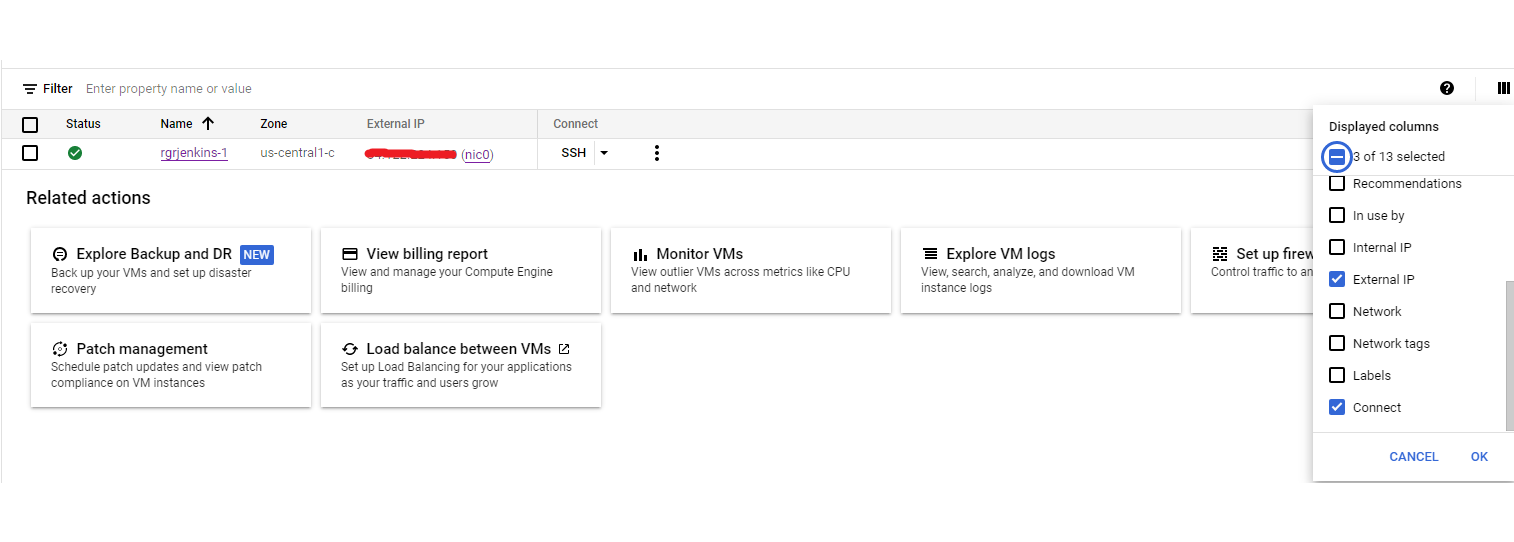 Filter Enter property name or value
Status Name Zone External IP Connect
rgrjenkins-1 us-central1-c (nic0) SSH
Displayed columns
3 of 13 selected
Recommendations
In use by
Internal IP
External IP
Network
Network tags
Labels
Connect
CANCEL OK
Related actions
Explore Backup and DR NEW
Back up your VMs and set up disaster
recovery
View billing report
View and manage your Compute Engine
billing
Monitor VMs
View outlier VMs across metrics like CPU
and network
Explore VM logs
View, search, analyze, and download VM
instance logs
Set up firew
Control traffic to an
Patch management
Schedule patch updates and view patch
compliance on VM instances
Load balance between VMs
Set up Load Balancing for your applications
as your traffic and users grow